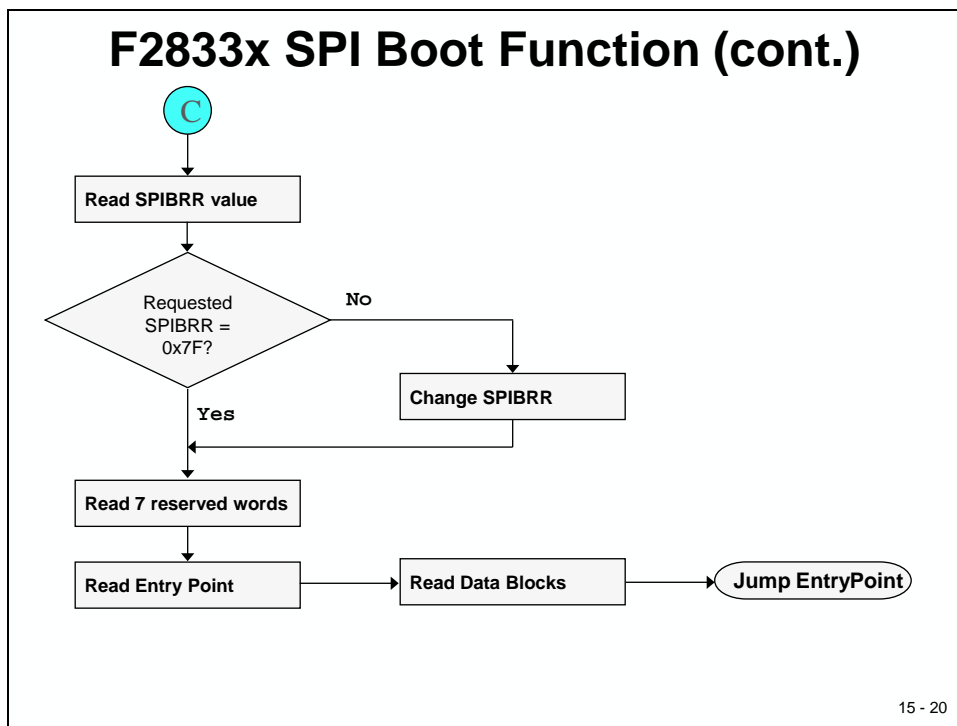 F2833x SPI Boot Function (cont.)
C
Read SPIBRR value
Requested
SPIBRR =
0x7F?
No
Change SPIBRR
Yes
Read 7 reserved words
Read Entry Point
Read Data Blocks
Jump EntryPoint
15 - 20